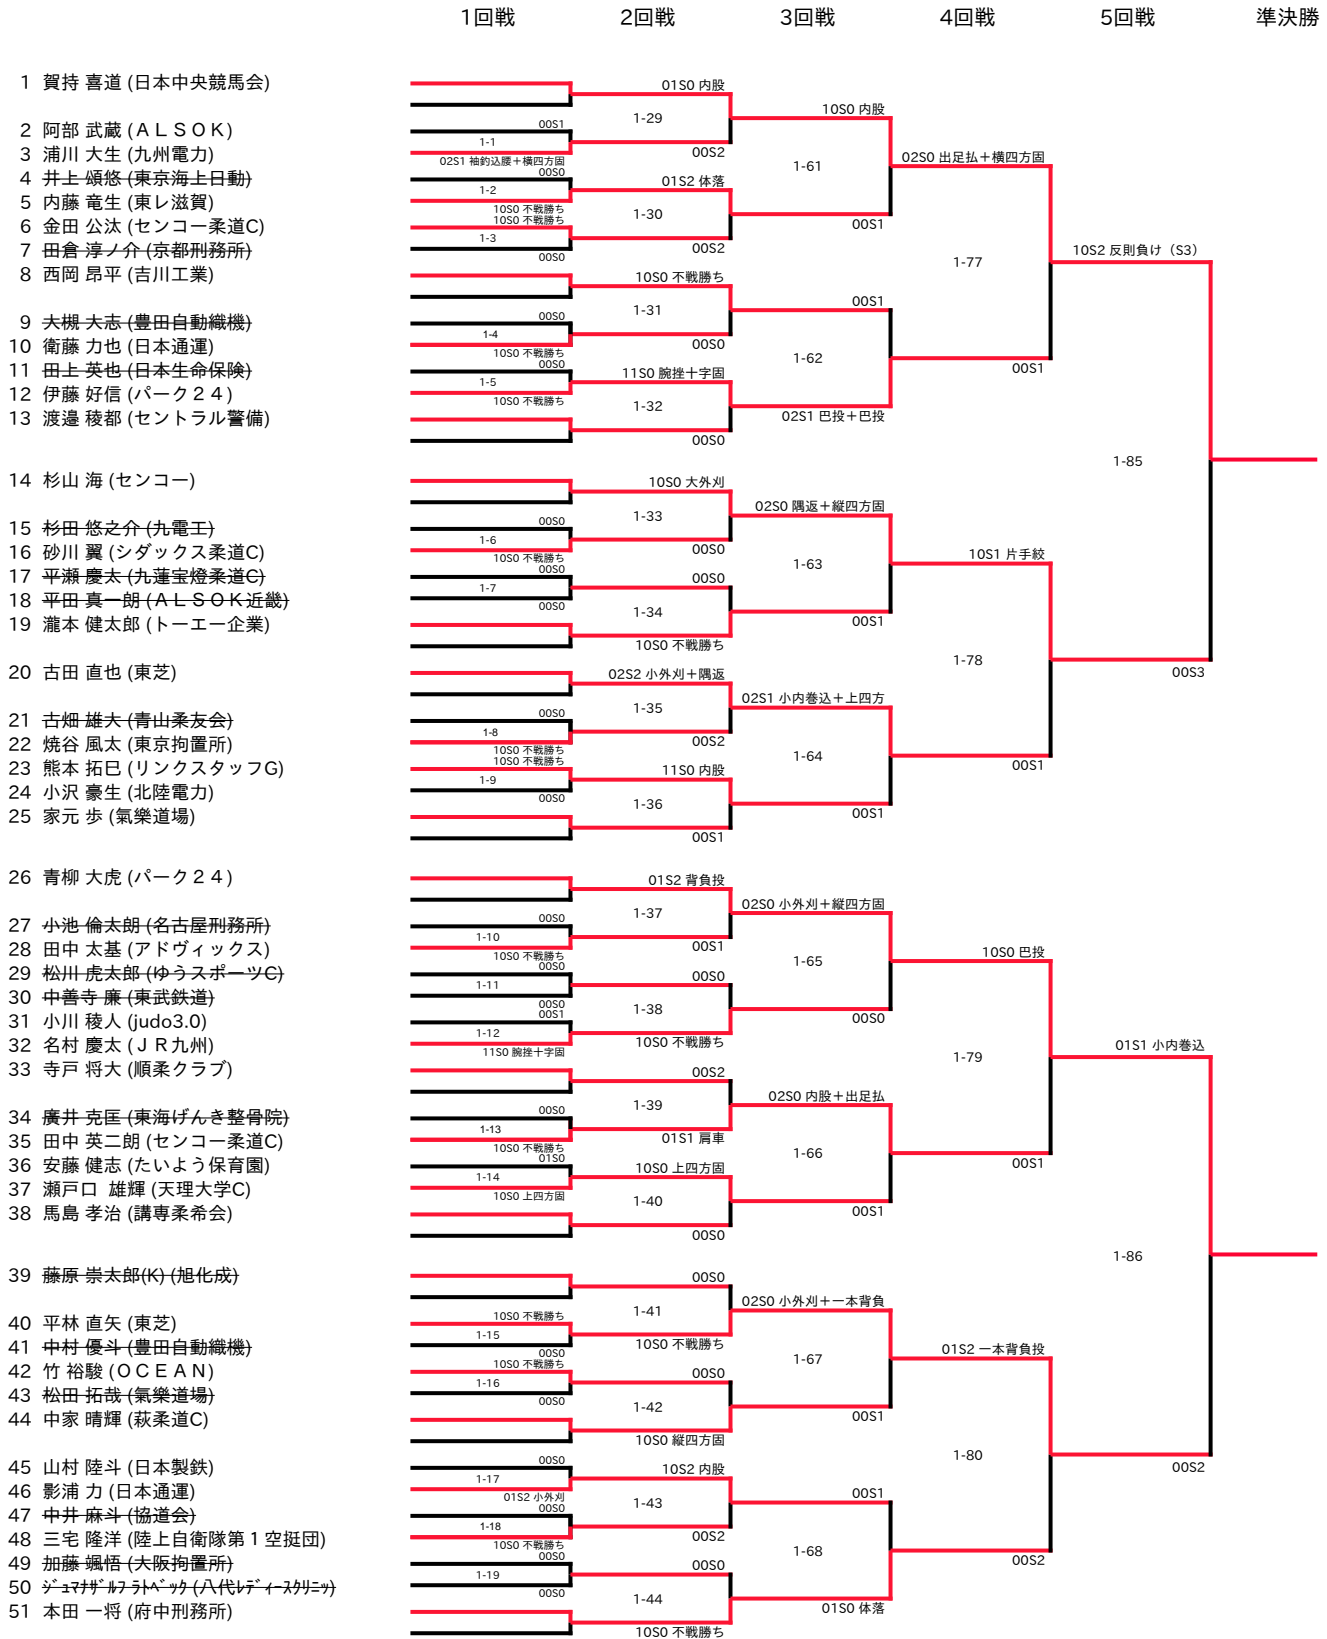 1回戦 2回戦 3回戦 4回戦 5回戦 準決勝
1 賀持 喜道 (日本中央競馬会)
2 阿部 武蔵 (ＡＬＳＯＫ)
3 浦川 大生 (九州電力)
4 井上 頌悠 (東京海上日動)
5 内藤 竜生 (東レ滋賀)
6 金田 公汰 (センコー柔道C)
7 田倉 淳ノ介 (京都刑務所)
8 西岡 昂平 (吉川工業)
9 大槻 大志 (豊田自動織機)
10 衛藤 力也 (日本通運)
11 田上 英也 (日本生命保険)
12 伊藤 好信 (パーク２４)
13 渡邉 稜都 (セントラル警備)
14 杉山 海 (センコー)
15 杉田 悠之介 (九電工)
16 砂川 翼 (シダックス柔道C)
17 平瀬 慶太 (九蓮宝燈柔道C)
18 平田 真一朗 (ＡＬＳＯＫ近畿)
19 瀧本 健太郎 (トーエー企業)
20 古田 直也 (東芝)
21 古畑 雄大 (青山柔友会)
22 焼谷 風太 (東京拘置所)
23 熊本 拓巳 (リンクスタッフG)
24 小沢 豪生 (北陸電力)
25 家元 歩 (氣樂道場)
26 青柳 大虎 (パーク２４)
27 小池 倫太朗 (名古屋刑務所)
28 田中 太基 (アドヴィックス)
29 松川 虎太郎 (ゆうスポーツC)
30 中善寺 廉 (東武鉄道)
31 小川 稜人 (judo3.0)
32 名村 慶太 (ＪＲ九州)
33 寺戸 将大 (順柔クラブ)
34 廣井 克匡 (東海げんき整骨院)
35 田中 英二朗 (センコー柔道C)
36 安藤 健志 (たいよう保育園)
37 瀬戸口 雄輝 (天理大学C)
38 馬島 孝治 (講専柔希会)
39 藤原 崇太郎(K) (旭化成)
40 平林 直矢 (東芝)
41 中村 優斗 (豊田自動織機)
42 竹 裕駿 (ＯＣＥＡＮ)
43 松田 拓哉 (氣樂道場)
44 中家 晴輝 (萩柔道C)
45 山村 陸斗 (日本製鉄)
46 影浦 力 (日本通運)
47 中井 麻斗 (協道会)
48 三宅 隆洋 (陸上自衛隊第１空挺団)
49 加藤 颯悟 (大阪拘置所)
50 ｼﾞｭﾏﾅｻﾞﾙﾌ ﾗﾄﾍﾞｯｸ (八代ﾚﾃﾞｨｰｽｸﾘﾆｯ)
51 本田 一将 (府中刑務所)
00S1
1-1
02S1 袖釣込腰＋横四方固
00S0
1-2
10S0 不戦勝ち
10S0 不戦勝ち
1-3
00S0
00S0
1-4
10S0 不戦勝ち
00S0
1-5
10S0 不戦勝ち
00S0
1-6
10S0 不戦勝ち
00S0
1-7
00S0
00S0
1-8
10S0 不戦勝ち
10S0 不戦勝ち
1-9
00S0
00S0
1-10
10S0 不戦勝ち
00S0
1-11
00S0
00S1
1-12
11S0 腕挫十字固
00S0
1-13
10S0 不戦勝ち
01S0
1-14
10S0 上四方固
10S0 不戦勝ち
1-15
00S0
10S0 不戦勝ち
1-16
00S0
00S0
1-17
01S2 小外刈
00S0
1-18
10S0 不戦勝ち
00S0
1-19
00S0
01S0 内股
1-29
00S2
01S2 体落
1-30
00S2
10S0 不戦勝ち
1-31
00S0
11S0 腕挫十字固
1-32
00S0
10S0 大外刈
1-33
00S0
00S0
1-34
10S0 不戦勝ち
02S2 小外刈＋隅返
1-35
00S2
11S0 内股
1-36
00S1
01S2 背負投
1-37
00S1
00S0
1-38
10S0 不戦勝ち
00S2
1-39
01S1 肩車
10S0 上四方固
1-40
00S0
00S0
1-41
10S0 不戦勝ち
00S0
1-42
10S0 縦四方固
10S2 内股
1-43
00S2
00S0
1-44
10S0 不戦勝ち
10S0 内股
1-61
00S1
00S1
1-62
02S1 巴投＋巴投
02S0 隅返＋縦四方固
1-63
00S1
02S1 小内巻込＋上四方
1-64
00S1
02S0 小外刈＋縦四方固
1-65
00S0
02S0 内股＋出足払
1-66
00S1
02S0 小外刈＋一本背負
1-67
00S1
00S1
1-68
01S0 体落
02S0 出足払＋横四方固
1-77
00S1
10S1 片手絞
1-78
00S1
10S0 巴投
1-79
00S1
01S2 一本背負投
1-80
00S2
10S2 反則負け（S3）
1-85
00S3
01S1 小内巻込
1-86
00S2